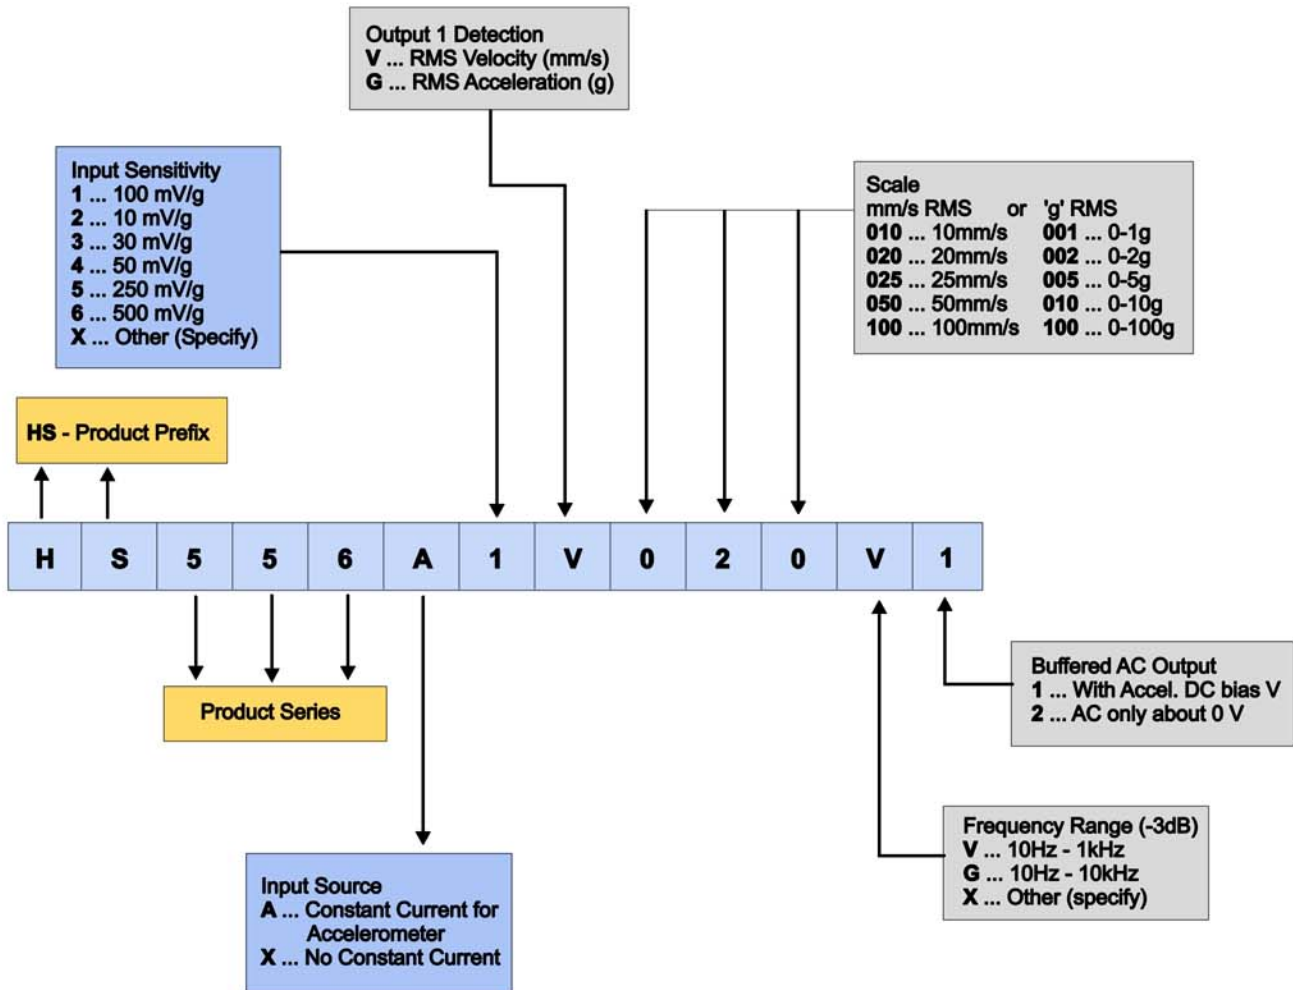 Output 1 Detection
V ... RMS Velocity (mm/s)
G ... RMS Acceleration (g)
Input Sensitivity
1 ... 100 mV/g
2 ... 10 mV/g
3 ... 30 mV/g
4 ... 50 mV/g
5 ... 250 mV/g
6 ... 500 mV/g
X ... Other (Specify)
Scale
mm/s RMS or 'g' RMS
010 ... 10mm/s 001 ... 0-1g
020 ... 20mm/s 002 ... 0-2g
025 ... 25mm/s 005 ... 0-5g
050 ... 50mm/s 010 ... 0-10g
100 ... 100mm/s 100 ... 0-100g
HS - Product Prefix
H S 5 5 6 A 1 V 0 2 0 V 1
Product Series
Buffered AC Output
1 ... With Accel. DC bias V
2 ... AC only about 0 V
Frequency Range (-3dB)
V ... 10Hz - 1kHz
G ... 10Hz - 10kHz
X ... Other (specify)
Input Source
A ... Constant Current for
Accelerometer
X ... No Constant Current